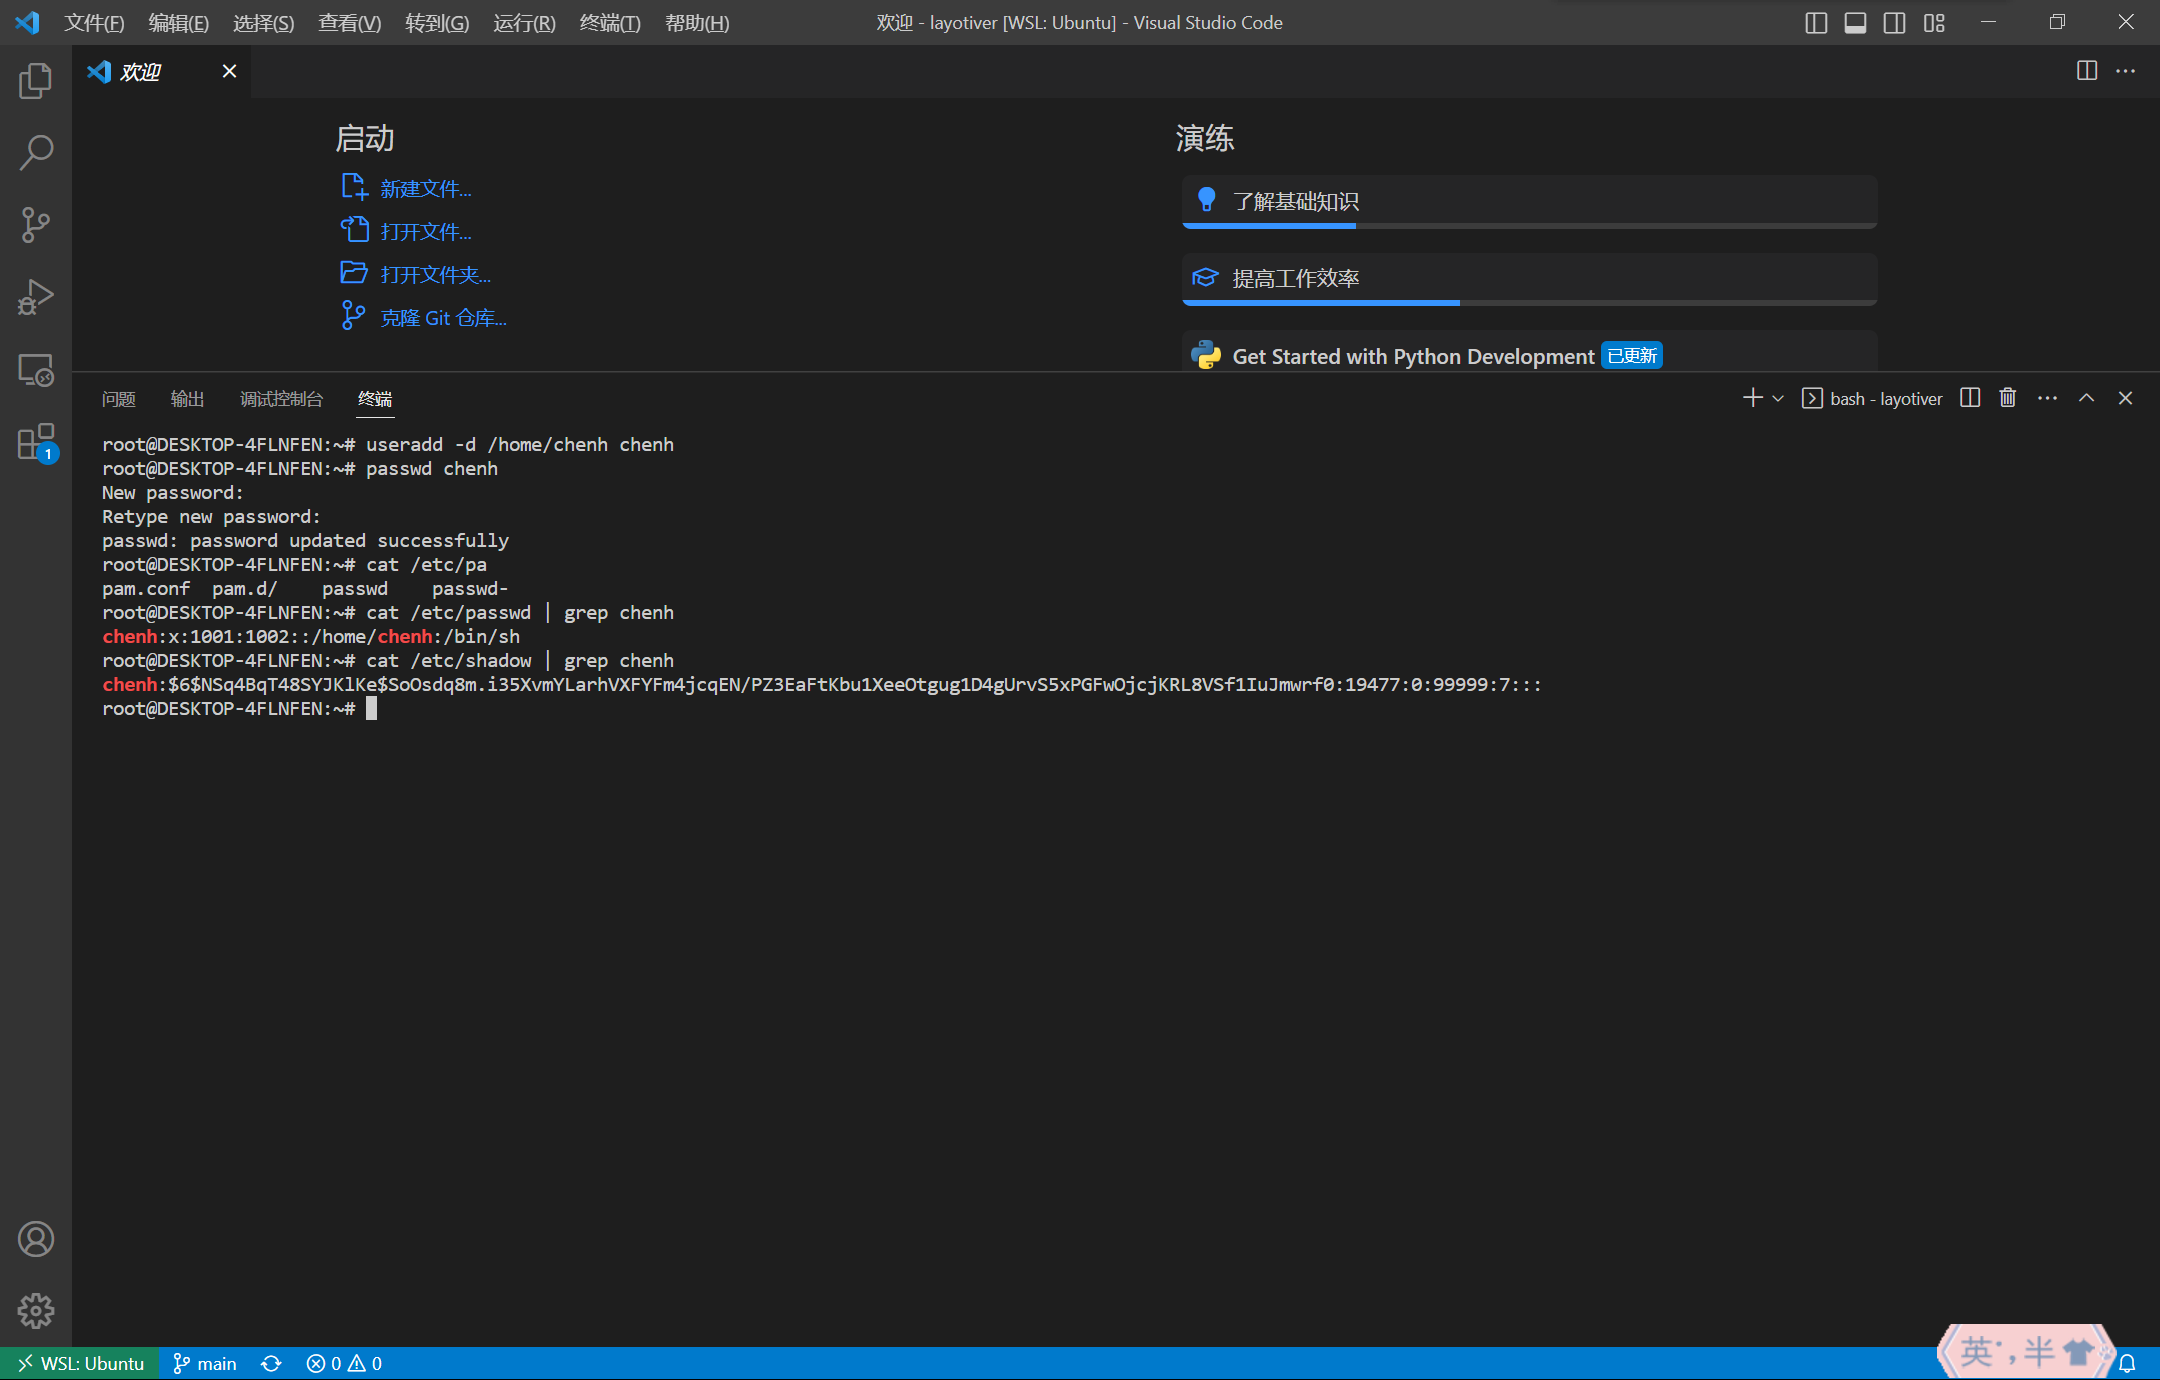 文件(F) 编辑(E) 选择(S) 查看(V) 转到(G) 运行(R) 终端(T) 帮助(H) 欢迎 - layotiver [WSL: Ubuntu] - Visual Studio Code
欢迎
启动
新建文件...
打开文件...
打开文件夹...
克隆 Git 仓库...
演练
了解基础知识
提高工作效率
Get Started with Python Development 已更新
问题 输出 调试控制台 终端 bash - layotiver
root@DESKTOP-4FLNFEN:~# useradd -d /home/chenh chenh
root@DESKTOP-4FLNFEN:~# passwd chenh
New password:
Retype new password:
passwd: password updated successfully
root@DESKTOP-4FLNFEN:~# cat /etc/pa
pam.conf pam.d/ passwd passwd-
root@DESKTOP-4FLNFEN:~# cat /etc/passwd | grep chenh
chenh:x:1001:1002::/home/chenh:/bin/sh
root@DESKTOP-4FLNFEN:~# cat /etc/shadow | grep chenh
chenh:$6$NSq4BqT48SYJKlKe$SoOsdq8m.i35XvmYLarhVXFYFm4jcqEN/PZ3EaFtKbu1XeeOtgug1D4gUrvS5xPGFwOjcjKRL8VSf1IuJmwrf0:19477:0:99999:7:::
root@DESKTOP-4FLNFEN:~#
1
WSL: Ubuntu main 0 0
英 ·, 半